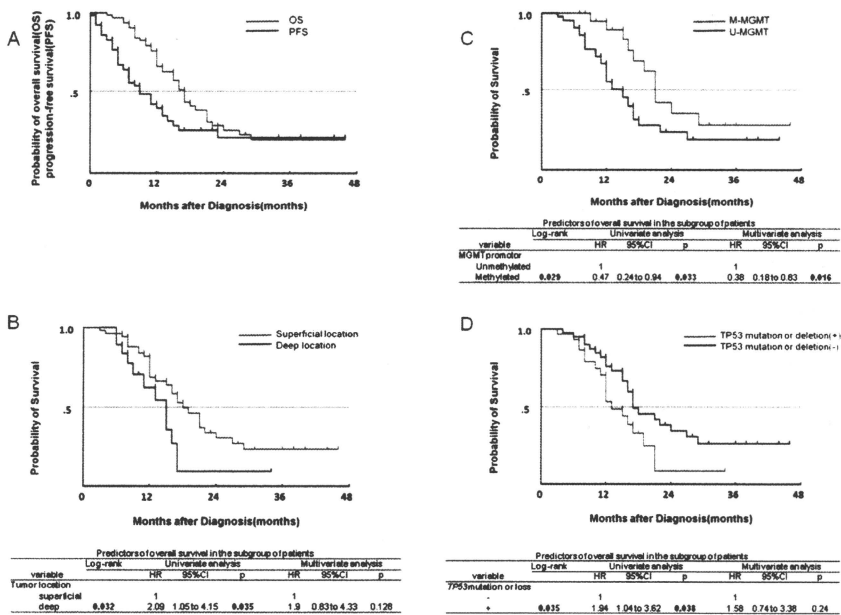 A
Probability of overall survival(OS)
progression-free survival(PFS)
1.0
.5
0
0 12 24 36 48
Months after Diagnosis(months)
OS
PFS
C
Probability of Survival
1.0
.5
0
0 12 24 36 48
Months after Diagnosis(months)
M-MGMT
U-MGMT
Predictors of overall survival in the subgroup of patients
Log-rank Univariate analysis Multivariate analysis
variable HR 95%CI p HR 95%CI p
MGMT promotor
Unmethylated 1 1
Methylated 0.029 0.47 0.24 to 0.94 0.033 0.38 0.18 to 0.83 0.016
B
Probability of Survival
1.0
.5
0
0 12 24 36 48
Months after Diagnosis(months)
Superficial location
Deep location
Predictors of overall survival in the subgroup of patients
Log-rank Univariate analysis Multivariate analysis
variable HR 95%CI p HR 95%CI p
Tumor location
superficial 1 1
deep 0.032 2.09 1.05 to 4.15 0.035 1.9 0.83 to 4.33 0.126
D
Probability of Survival
1.0
.5
0
0 12 24 36 48
Months after Diagnosis(months)
TP53 mutation or deletion(+)
TP53 mutation or deletion(-)
Predictors of overall survival in the subgroup of patients
Log-rank Univariate analysis Multivariate analysis
variable HR 95%CI p HR 95%CI p
TP53 mutation or loss
- 1 1
+ 0.035 1.94 1.04 to 3.62 0.038 1.58 0.74 to 3.38 0.24